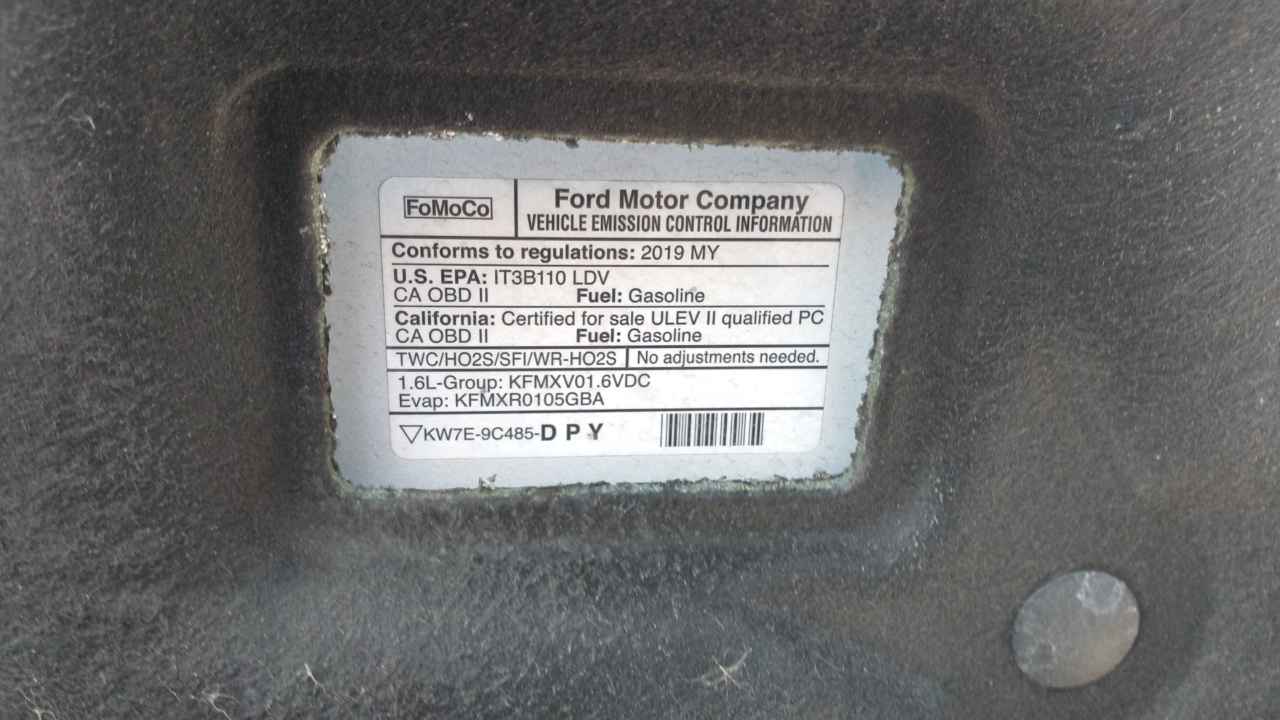 FoMoCo
Ford Motor Company
VEHICLE EMISSION CONTROL INFORMATION
Conforms to regulations: 2019 MY
U.S. EPA: IT3B110 LDV
CA OBD II Fuel: Gasoline
California: Certified for sale ULEV II qualified PC
CA OBD II Fuel: Gasoline
TWC/HO2S/SFI/WR-HO2S No adjustments needed.
1.6L-Group: KFMXV01.6VDC
Evap: KFMXR0105GBA
KW7E-9C485-D P Y